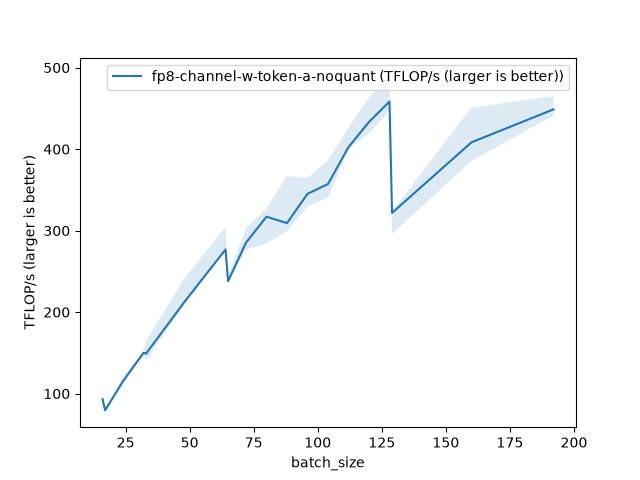 fp8-channel-w-token-a-noquant (TFLOP/s (larger is better))
TFLOP/s (larger is better)
500
400
300
200
100
25 50 75 100 125 150 175 200
batch_size